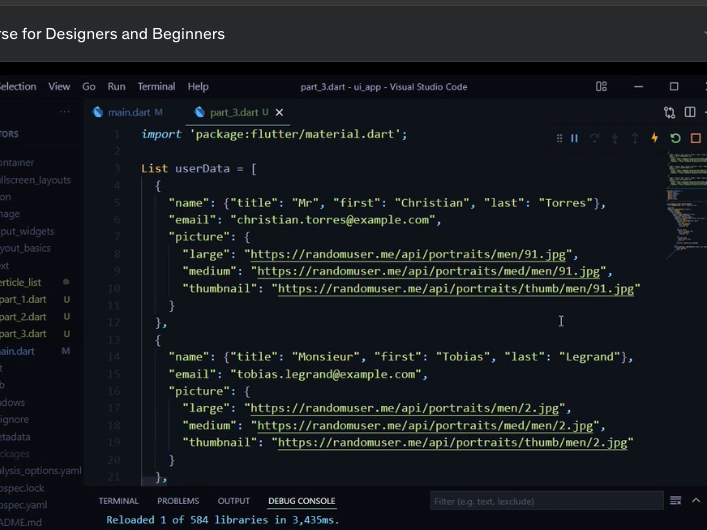 rse for Designers and Beginners
Selection View Go Run Terminal Help part_3.dart - ui_app - Visual Studio Code
main.dart M part_3.dart U
TORS
ontainer
ullscreen_layouts
on
mage
nput_widgets
yout_basics
ext
verticle_list
part_1.dart U
part_2.dart U
part_3.dart U
main.dart M
t
b
ndows
ignore
etadata
ackages
alysis_options.yaml
ospec.lock
ospec.yaml
ADME.md
1 import 'package:flutter/material.dart';
2
3 List userData = [
4 {
5 "name": {"title": "Mr", "first": "Christian", "last": "Torres"},
6 "email": "christian.torres@example.com",
7 "picture": {
8 "large": "https://randomuser.me/api/portraits/men/91.jpg",
9 "medium": "https://randomuser.me/api/portraits/med/men/91.jpg",
10 "thumbnail": "https://randomuser.me/api/portraits/thumb/men/91.jpg"
11 }
12 },
13 {
14 "name": {"title": "Monsieur", "first": "Tobias", "last": "Legrand"},
15 "email": "tobias.legrand@example.com",
16 "picture": {
17 "large": "https://randomuser.me/api/portraits/men/2.jpg",
18 "medium": "https://randomuser.me/api/portraits/med/men/2.jpg",
19 "thumbnail": "https://randomuser.me/api/portraits/thumb/men/2.jpg"
20 }
21 },
TERMINAL PROBLEMS OUTPUT DEBUG CONSOLE Filter (e.g. text, !exclude)
Reloaded 1 of 584 libraries in 3,435ms.